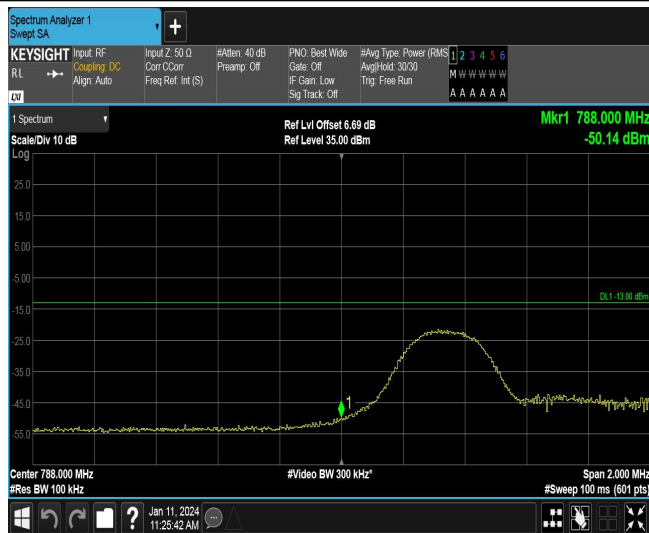 Spectrum Analyzer 1
Swept SA
+
KEYSIGHT Input: RF Input Z: 50 Ω #Atten: 40 dB PNO: Best Wide #Avg Type: Power (RMS 1 2 3 4 5 6
RL Coupling: DC Corr CCorr Preamp: Off Gate: Off Avg|Hold: 30/30 M W W W W W
Align: Auto Freq Ref: Int (S) IF Gain: Low Trig: Free Run
LXI Sig Track: Off A A A A A A
1 Spectrum Ref Lvl Offset 6.69 dB Mkr1 788.000 MHz
Scale/Div 10 dB Ref Level 35.00 dBm -50.14 dBm
Log
25.0
15.0
5.00
-5.00
DL1 -13.00 dBm
-15.0
-25.0
-35.0
-45.0
1
-55.0
Center 788.000 MHz #Video BW 300 kHz* Span 2.000 MHz
#Res BW 100 kHz #Sweep 100 ms (601 pts)
? Jan 11, 2024
11:25:42 AM